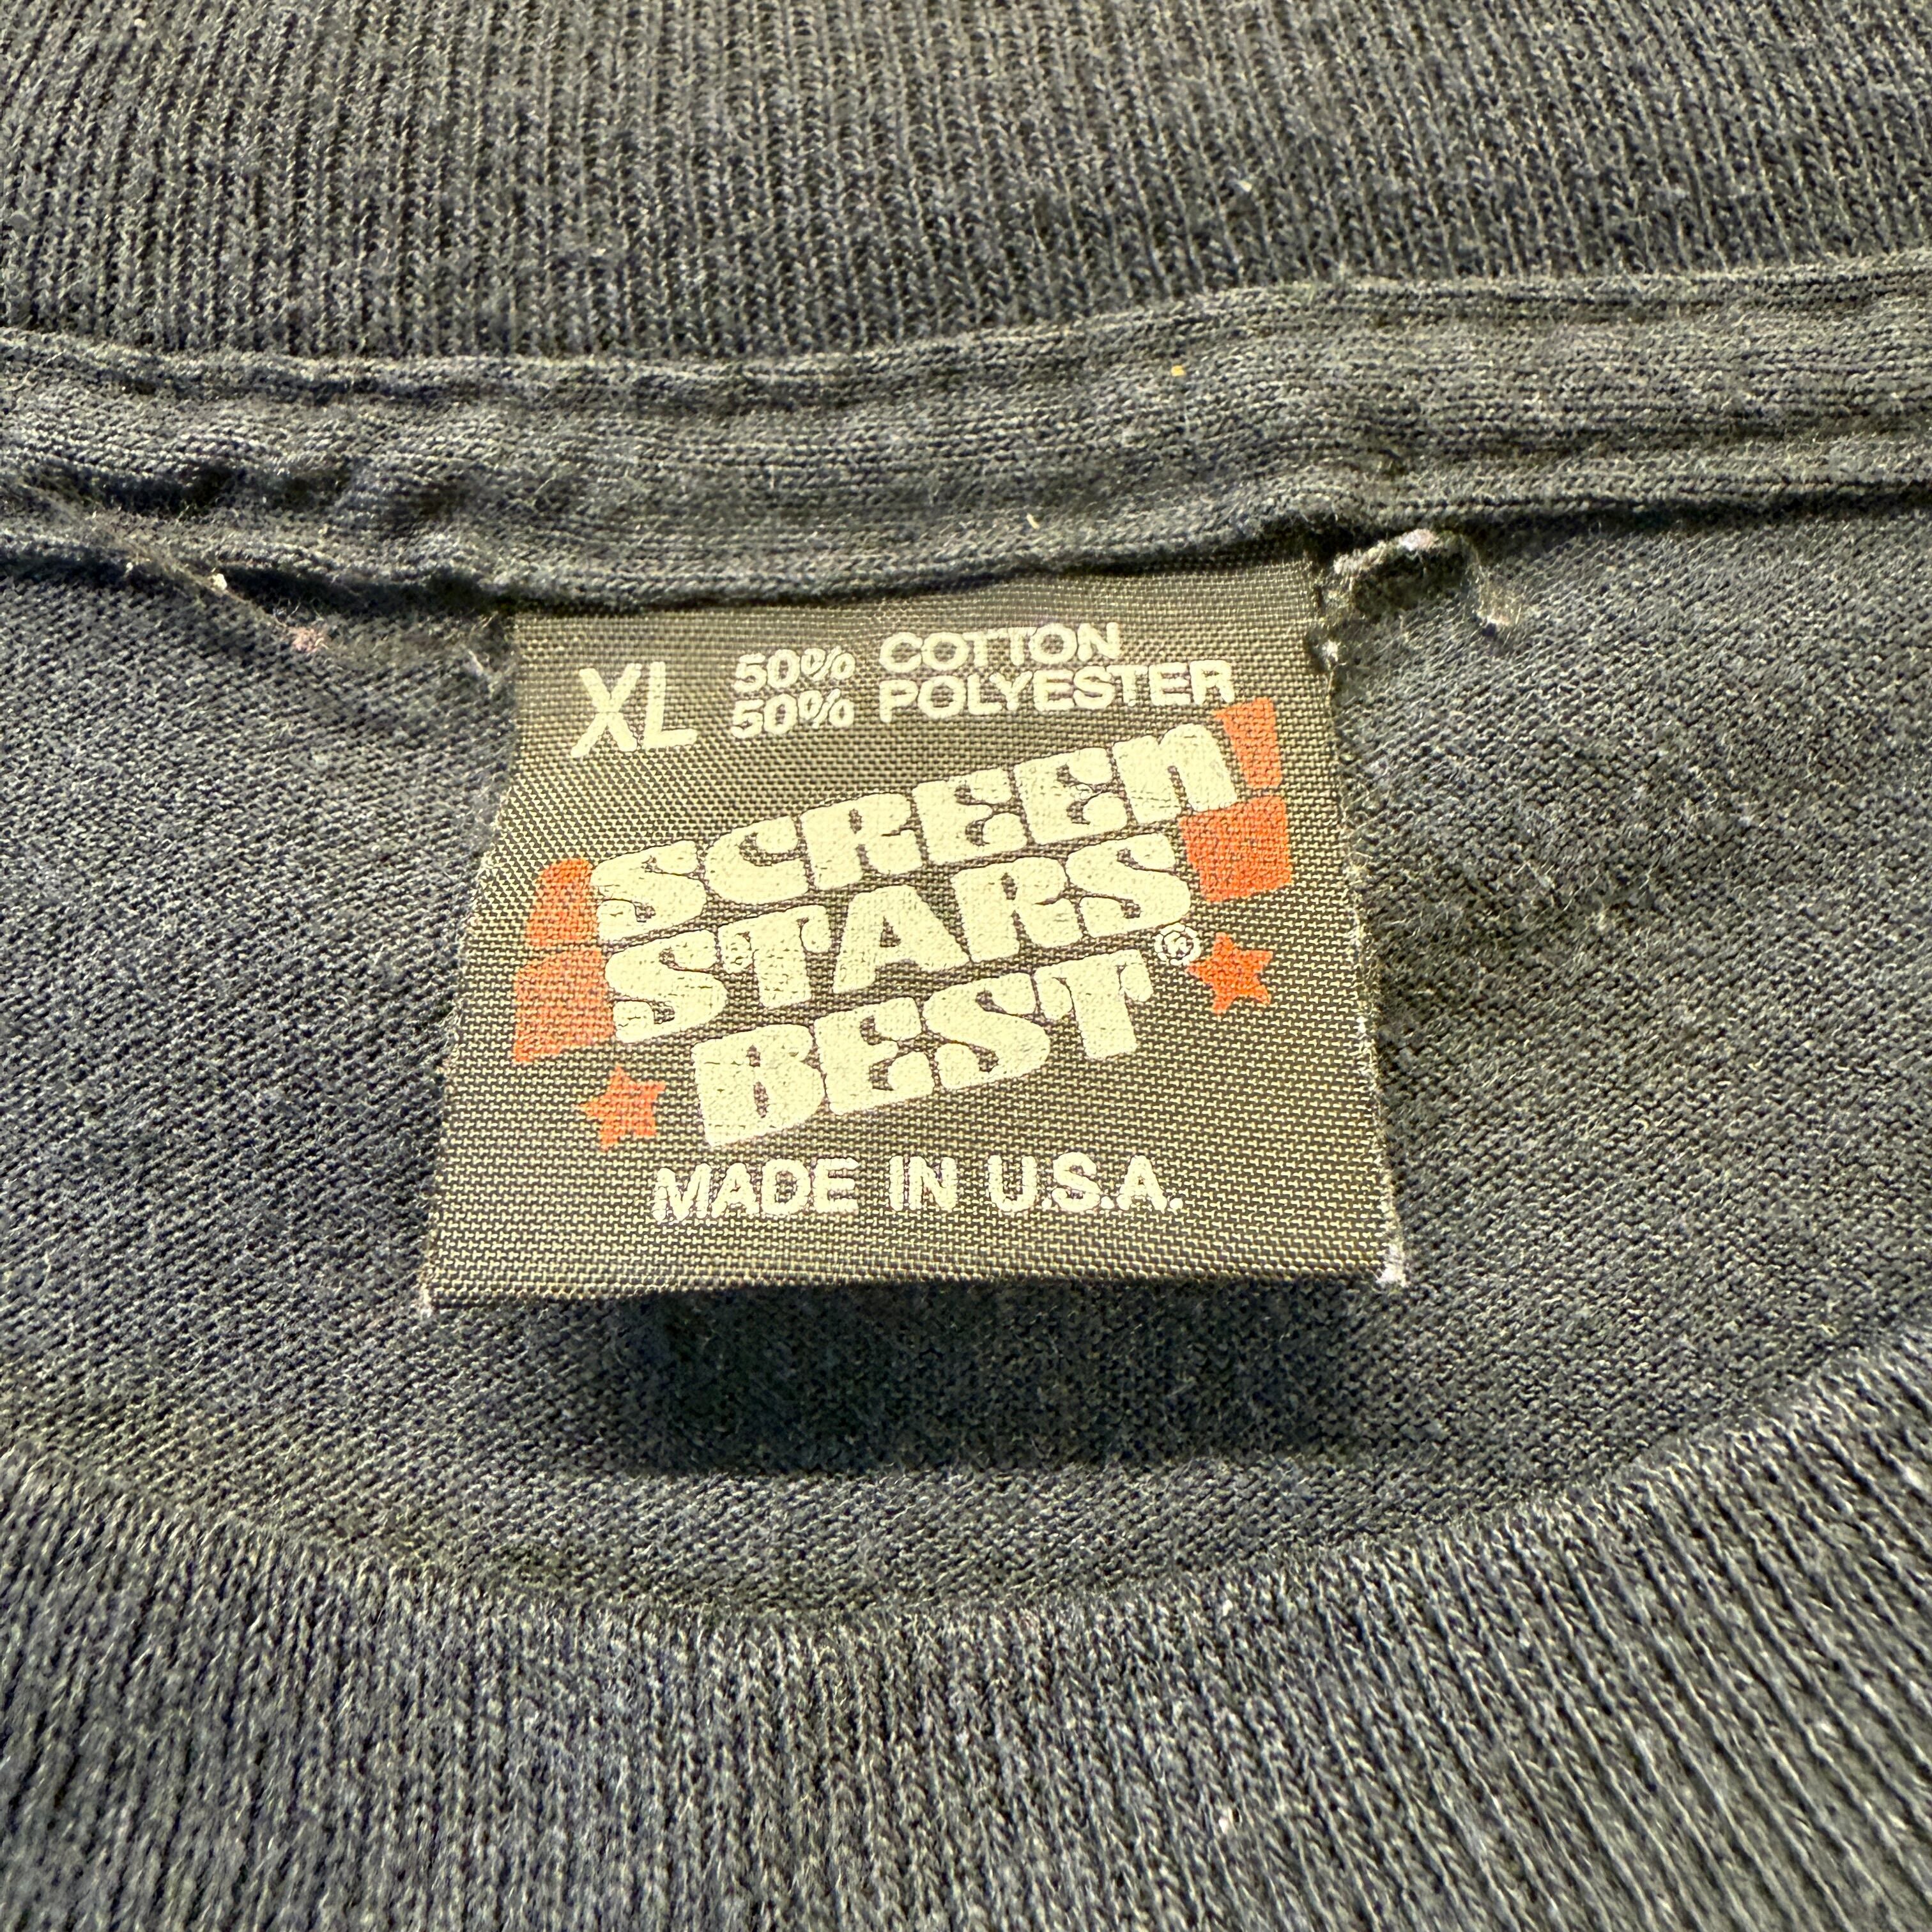 XL 50% COTTON
50% POLYESTER
SCREEN
STARS
BEST®
MADE IN U.S.A.